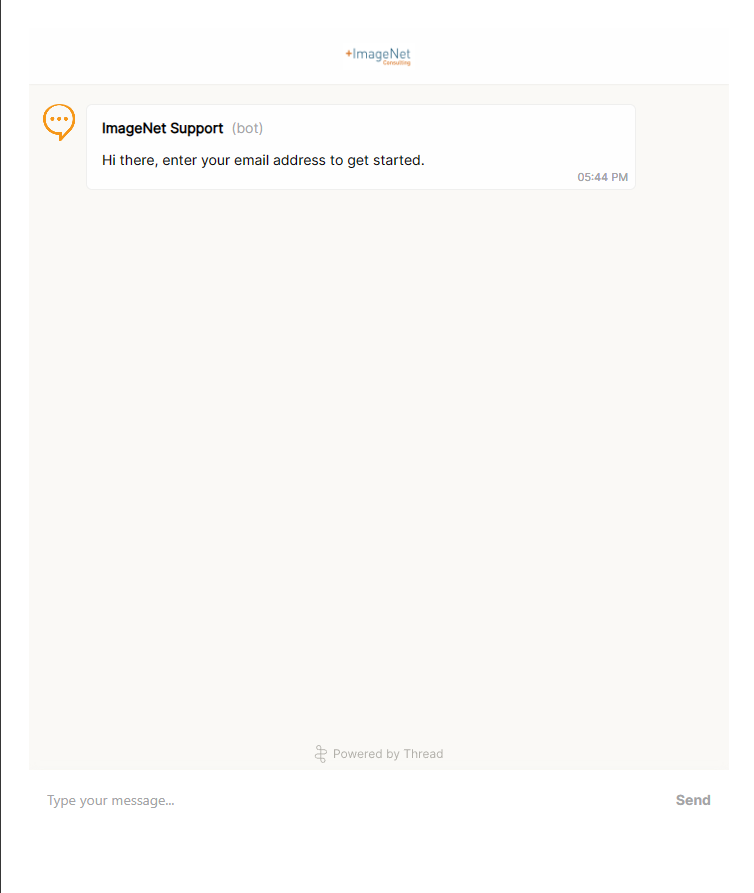 ImageNet
Consulting
ImageNet Support (bot)
Hi there, enter your email address to get started.
05:44 PM
Powered by Thread
Type your message...
Send